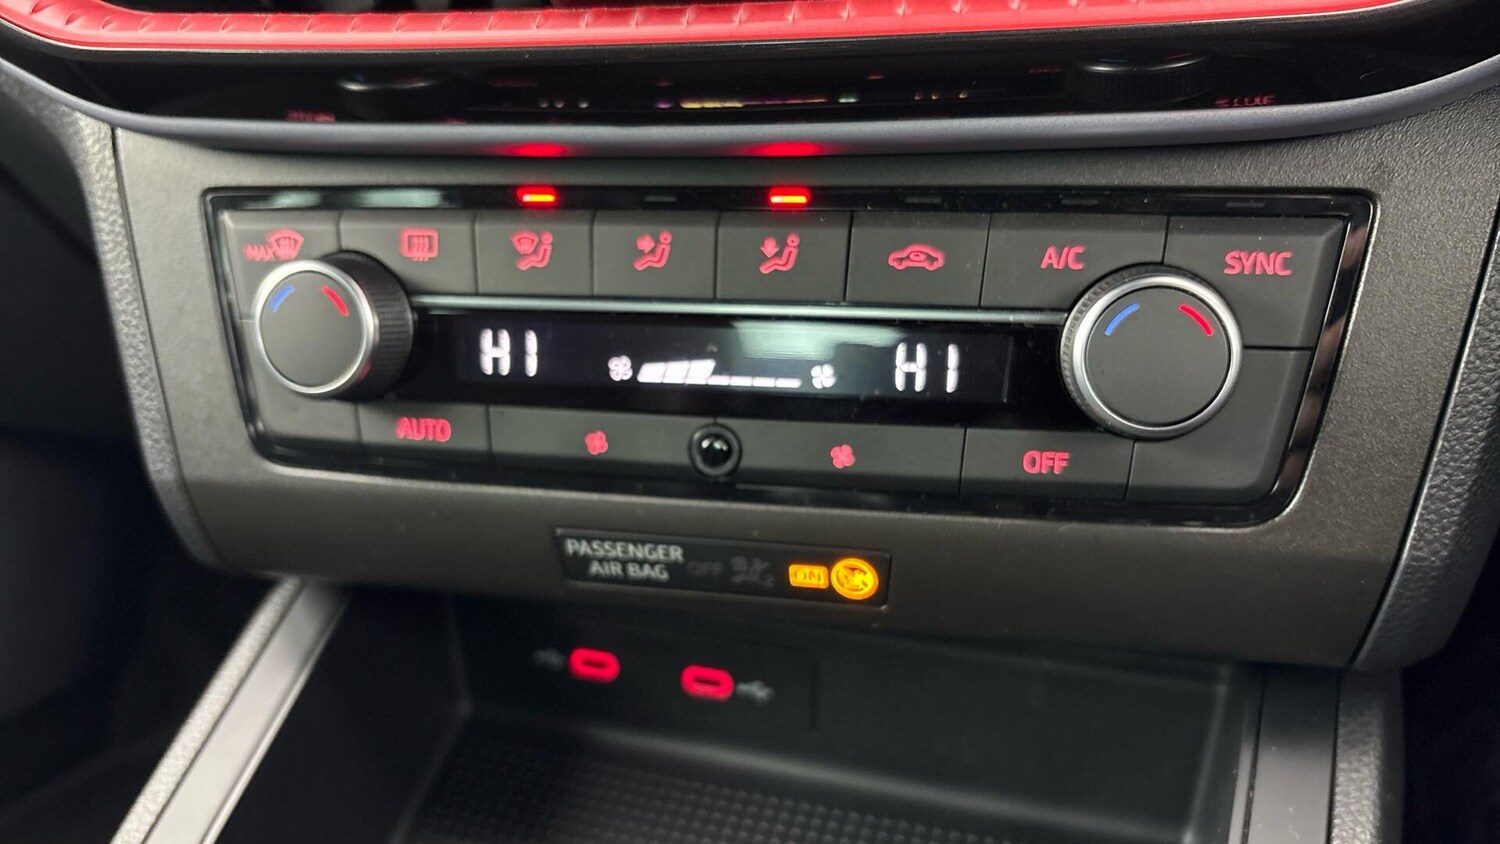 MAX
A/C
SYNC
HI
HI
AUTO
OFF
PASSENGER
AIR BAG
OFF
ON